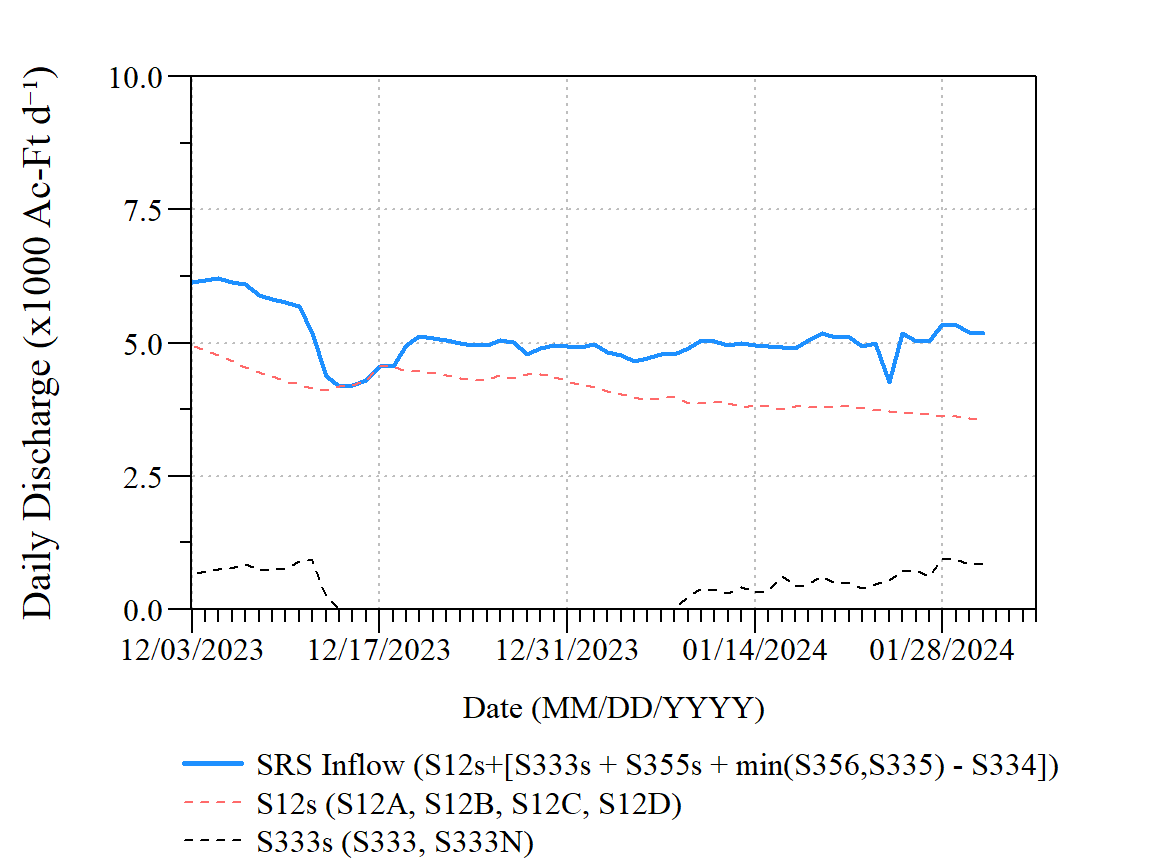 Daily Discharge (x1000 Ac-Ft d⁻¹)
10.0
7.5
5.0
2.5
0.0
12/03/2023 12/17/2023 12/31/2023 01/14/2024 01/28/2024
Date (MM/DD/YYYY)
SRS Inflow (S12s+[S333s + S355s + min(S356,S335) - S334])
S12s (S12A, S12B, S12C, S12D)
S333s (S333, S333N)